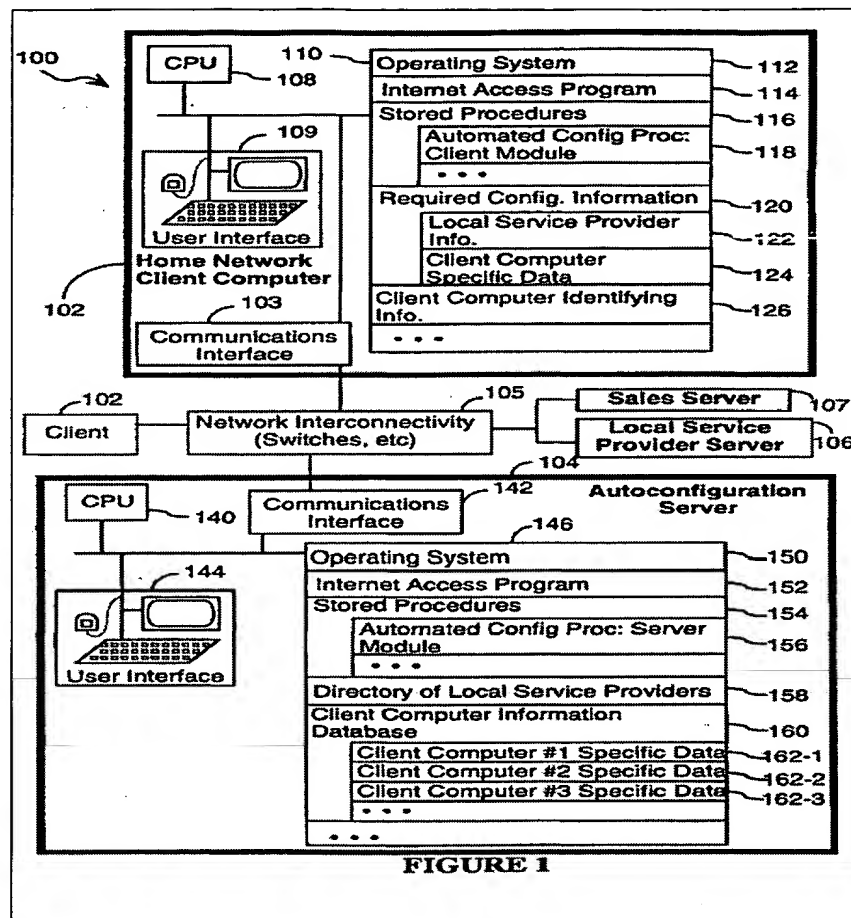 100
CPU
108
110
Operating System
112
Internet Access Program
114
Stored Procedures
116
Automated Config Proc:
Client Module
118
• • •
109
User Interface
Required Config. Information
120
Local Service Provider
Info.
122
Client Computer
Specific Data
124
Client Computer Identifying
Info.
126
• • •
Home Network
Client Computer
102
103
Communications
Interface
102
Client
105
Network Interconnectivity
(Switches, etc)
Sales Server
107
Local Service
Provider Server
106
104
Autoconfiguration
Server
CPU
140
142
Communications
Interface
146
Operating System
150
Internet Access Program
152
Stored Procedures
154
Automated Config Proc: Server
Module
156
• • •
144
User Interface
Directory of Local Service Providers
158
Client Computer Information
Database
160
Client Computer #1 Specific Data
162-1
Client Computer #2 Specific Data
162-2
Client Computer #3 Specific Data
162-3
• • •
• • •
FIGURE 1